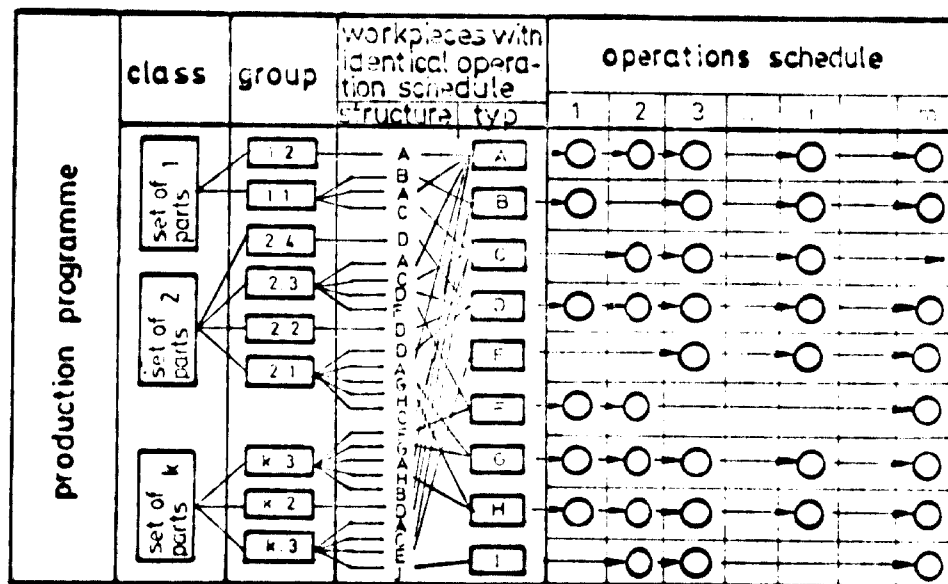 production programme
class
group
workpieces with
identical opera-
tion schedule
structure
typ
operations schedule
1 2 3 i m
set of
parts 1
set of
parts 2
set of
parts k
1 2
1 1
2 4
2 3
2 2
2 1
k 3
k 2
k 3
A
B
A
C
D
A
C
D
D
D
A
G
H
G
A
H
B
D
A
C
E
A
B
C
D
F
G
H
I